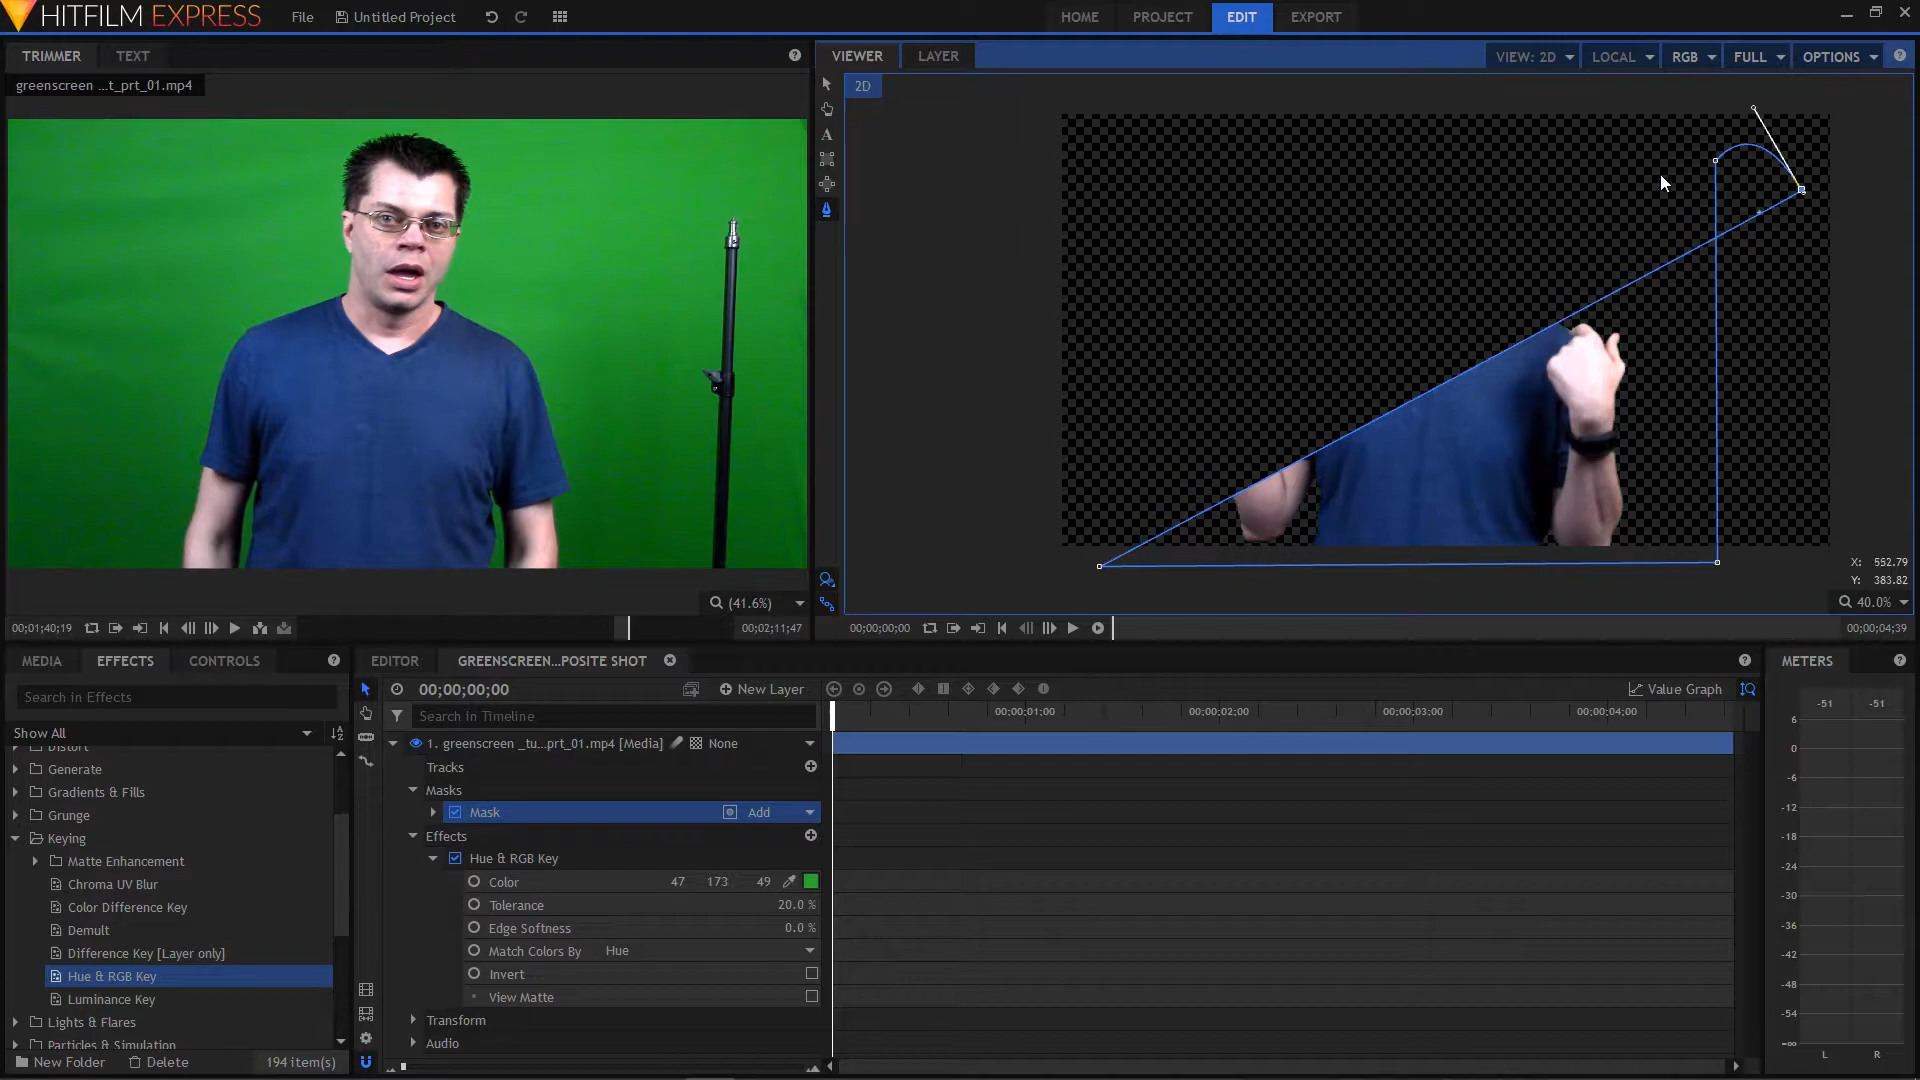 HITFILM EXPRESS
File
Untitled Project
HOME
PROJECT
EDIT
EXPORT
TRIMMER
TEXT
greenscreen ...t_prt_01.mp4
VIEWER
LAYER
VIEW: 2D
LOCAL
RGB
FULL
OPTIONS
2D
A
(41.6%)
X: 552.79
Y: 383.82
40.0%
00;01;40;19
00;02;11;47
00;00;00;00
00;00;04;39
MEDIA
EFFECTS
CONTROLS
Search in Effects
Show All
Distort
Generate
Gradients & Fills
Grunge
Keying
Matte Enhancement
Chroma UV Blur
Color Difference Key
Demult
Difference Key [Layer only]
Hue & RGB Key
Luminance Key
Lights & Flares
Particles & Simulation
New Folder
Delete
194 item(s)
EDITOR
GREENSCREEN...POSITE SHOT
00;00;00;00
New Layer
Value Graph
Search in Timeline
00;00;01;00
00;00;02;00
00;00;03;00
00;00;04;00
1. greenscreen _tu...prt_01.mp4 [Media]
None
Tracks
Masks
Mask
Add
Effects
Hue & RGB Key
Color 47 173 49
Tolerance 20.0 %
Edge Softness 0.0 %
Match Colors By Hue
Invert
View Matte
Transform
Audio
METERS
-51 -51
6
0
-6
-12
-18
-24
-30
-36
-42
-48
-54
-∞
L R